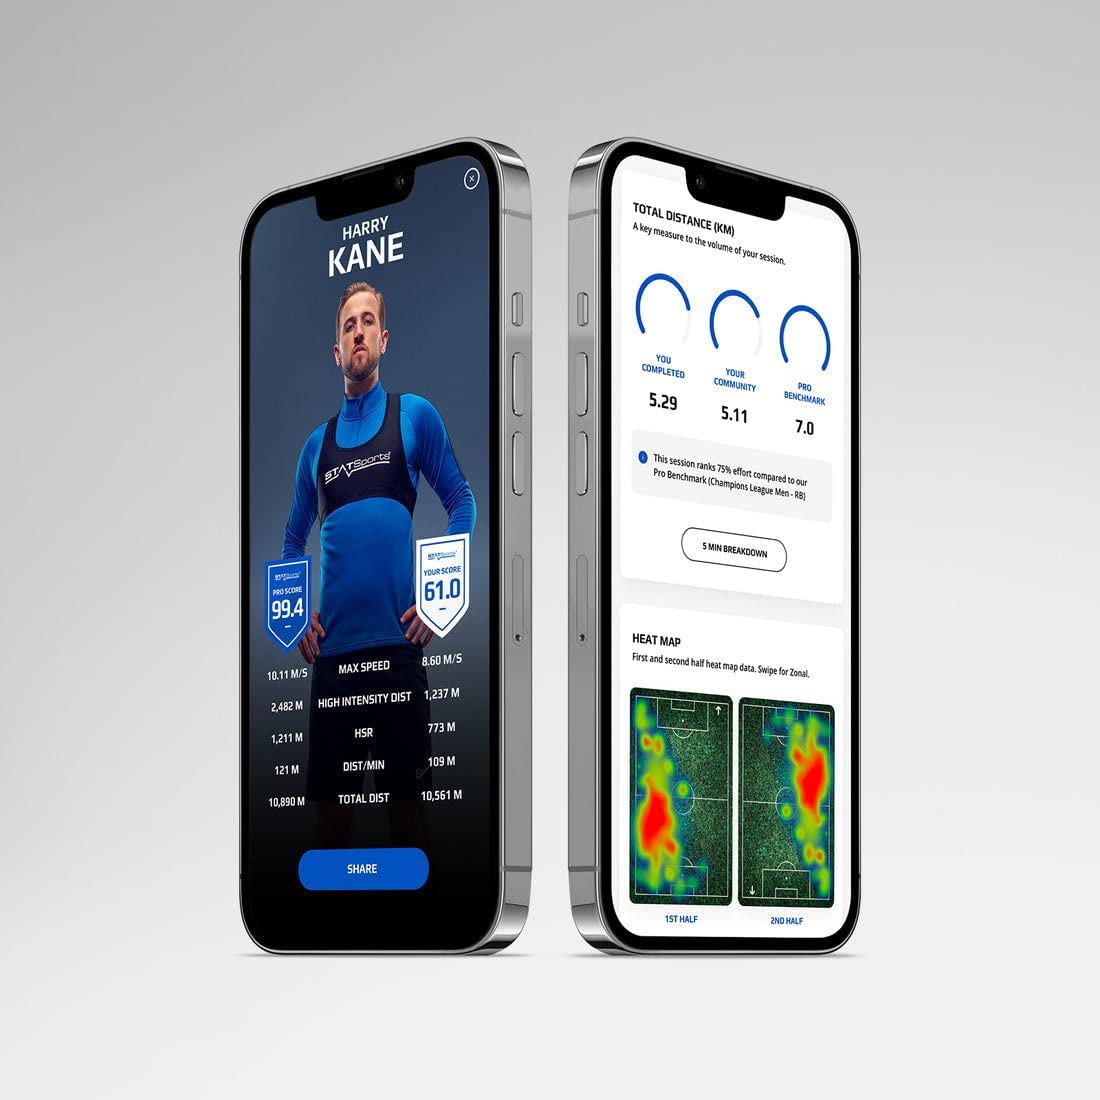 HARRY
KANE
STATSports
STATSports
PRO SCORE
99.4
STATSports
YOUR SCORE
61.0
10.11 M/S MAX SPEED 8.60 M/S
2,482 M HIGH INTENSITY DIST 1,237 M
1,211 M HSR 773 M
121 M DIST/MIN 109 M
10,890 M TOTAL DIST 10,561 M
SHARE
TOTAL DISTANCE (KM)
A key measure to the volume of your session.
YOU
COMPLETED
5.29
YOUR
COMMUNITY
5.11
PRO
BENCHMARK
7.0
This session ranks 75% effort compared to our
Pro Benchmark (Champions League Men - RB)
5 MIN BREAKDOWN
HEAT MAP
First and second half heat map data. Swipe for Zonal.
1ST HALF
2ND HALF